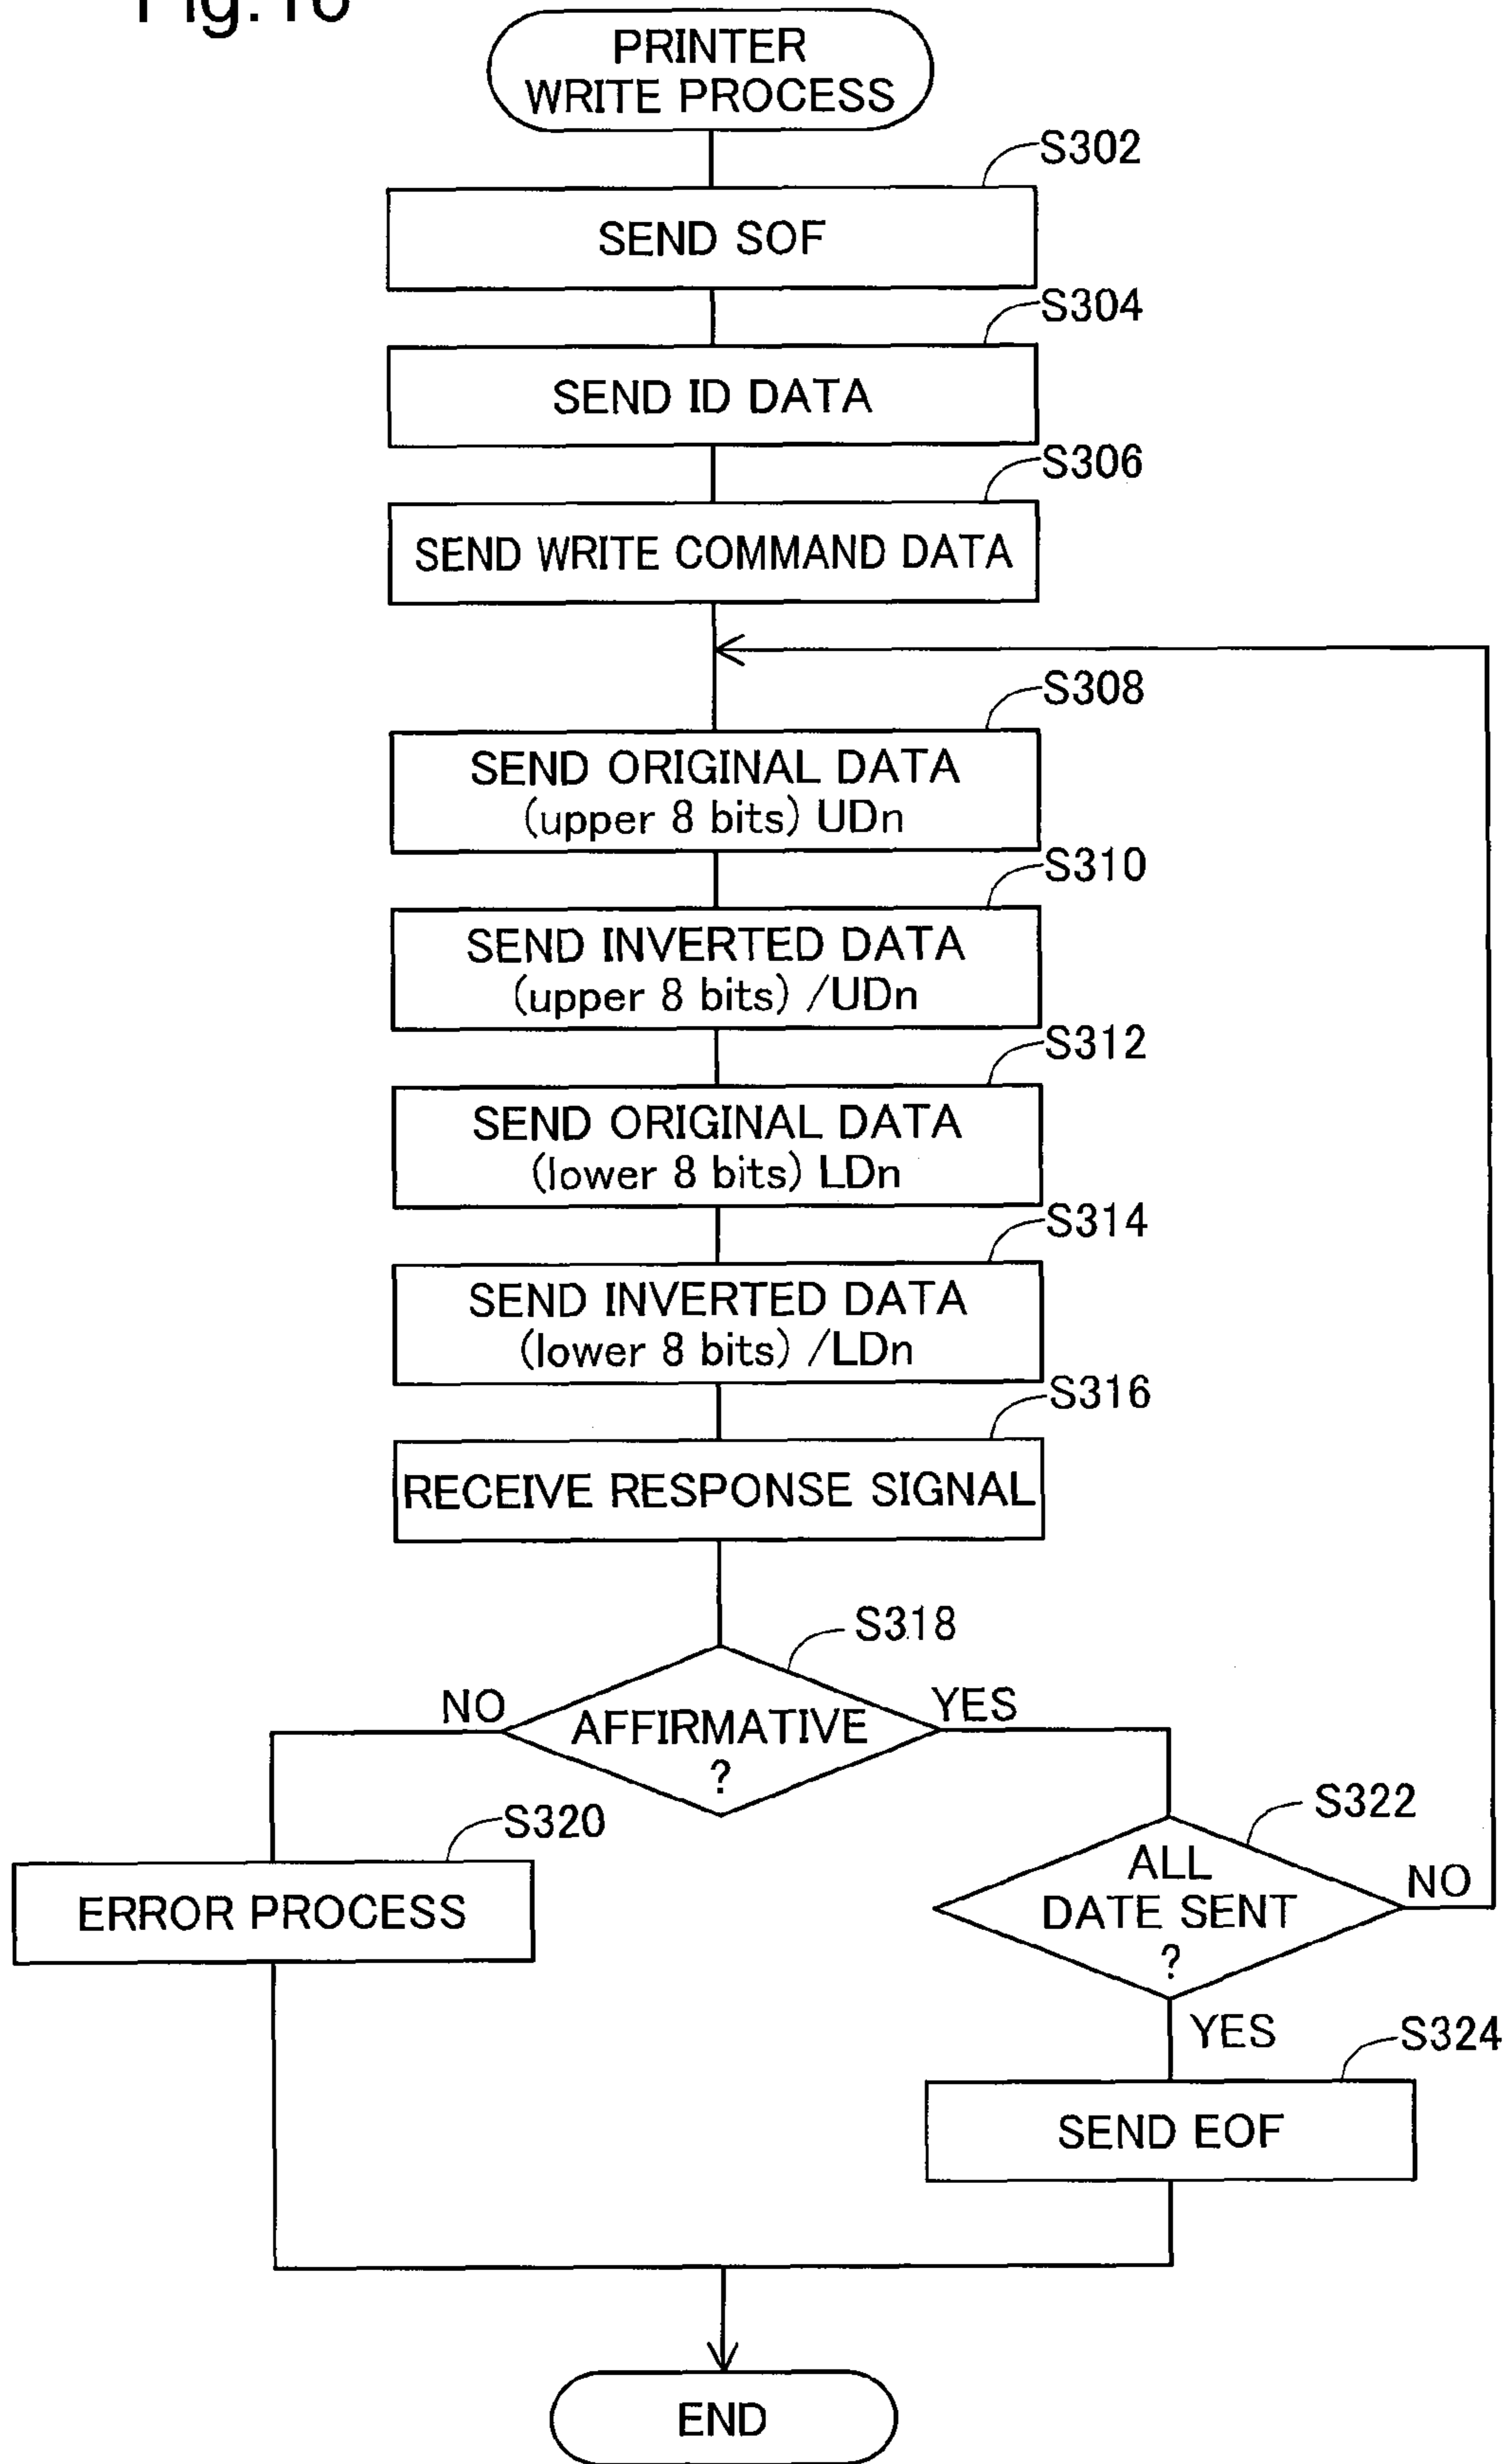 PRINTER
WRITE PROCESS
S302
SEND SOF
S304
SEND ID DATA
S306
SEND WRITE COMMAND DATA
S308
SEND ORIGINAL DATA
(upper 8 bits) UDn
S310
SEND INVERTED DATA
(upper 8 bits) /UDn
S312
SEND ORIGINAL DATA
(lower 8 bits) LDn
S314
SEND INVERTED DATA
(lower 8 bits) /LDn
S316
RECEIVE RESPONSE SIGNAL
S318
NO
AFFIRMATIVE
?
YES
S320
ERROR PROCESS
S322
ALL
DATE SENT
?
NO
YES
S324
SEND EOF
END